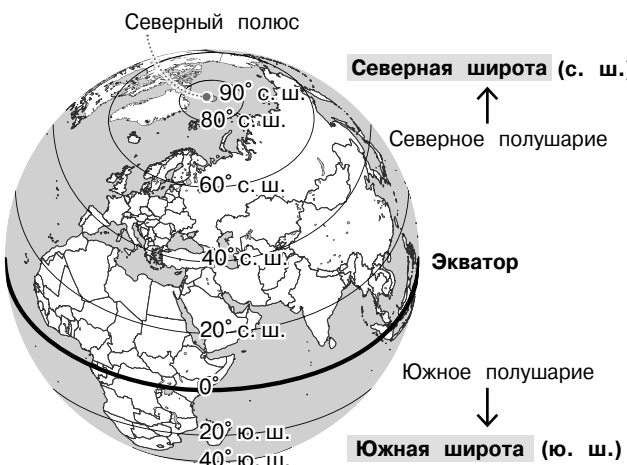 Северный полюс
Северная широта (с. ш.)
90° с. ш.
80° с. ш.
Северное полушарие
60° с. ш.
40° с. ш.
Экватор
20° с. ш.
Южное полушарие
0°
20° ю. ш.
Южная широта (ю. ш.)
40° ю. ш.